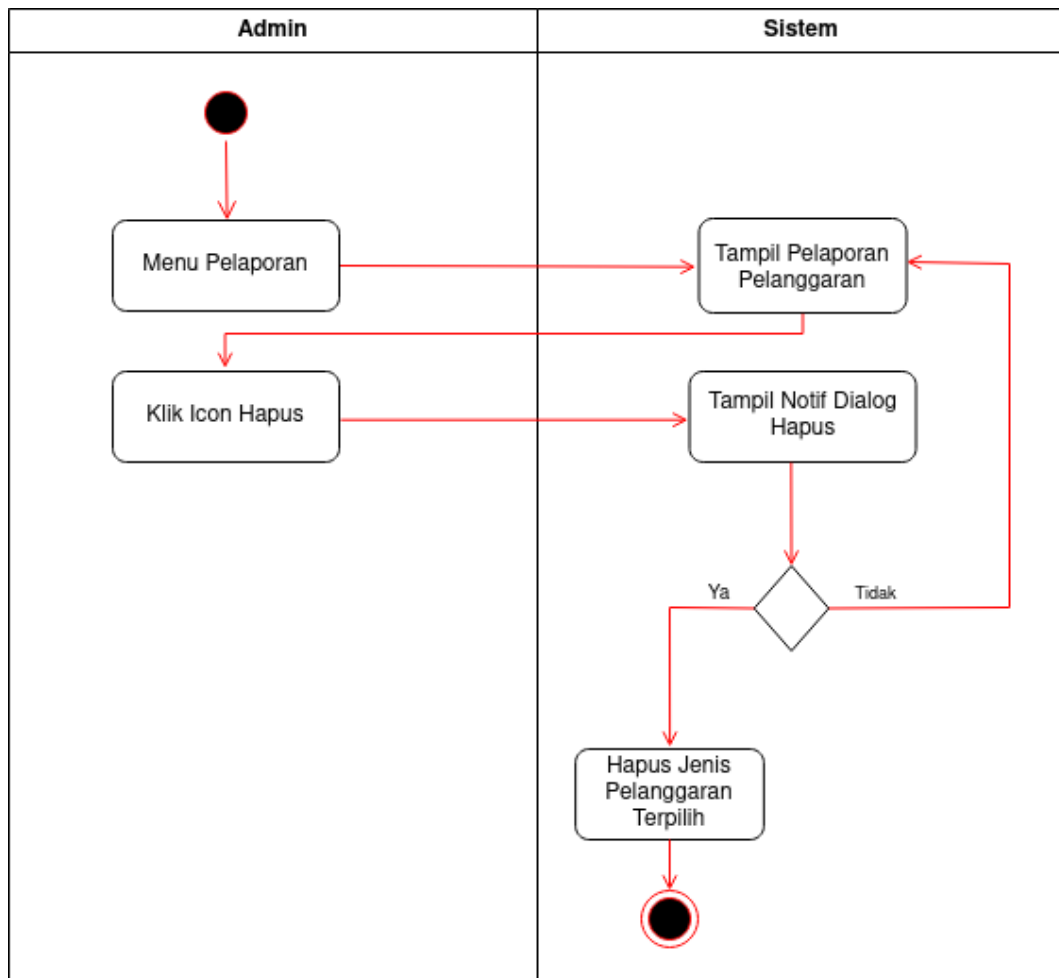 Admin
Sistem
Menu Pelaporan
Tampil Pelaporan
Pelanggaran
Klik Icon Hapus
Tampil Notif Dialog
Hapus
Ya
Tidak
Hapus Jenis
Pelanggaran
Terpilih